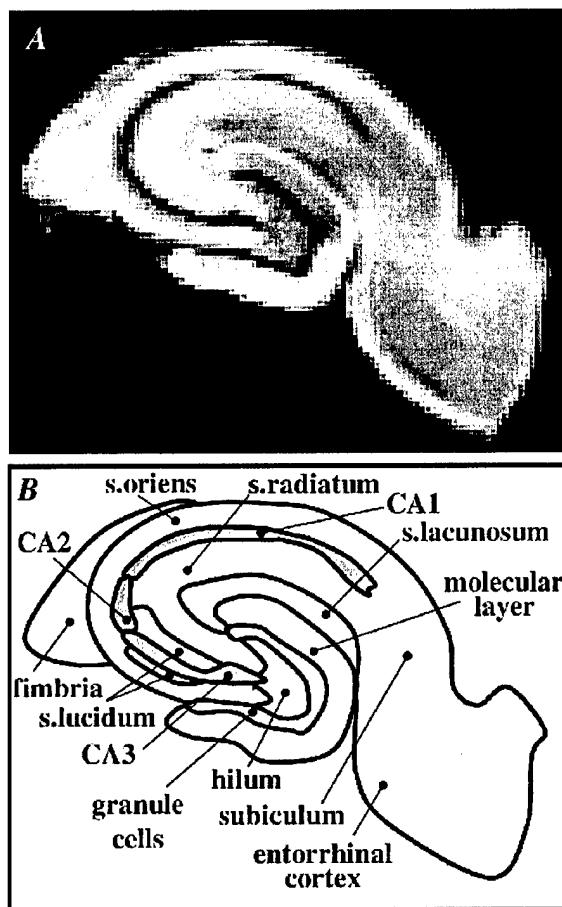 A
B
s.oriens
s.radiatum
CA1
CA2
s.lacunosum
molecular
layer
fimbria
s.lucidum
CA3
hilum
granule
cells
subiculum
entorrhinal
cortex